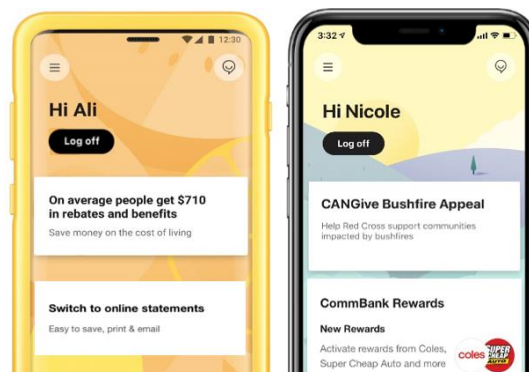 12:30
Hi Ali
Log off
On average people get $710
in rebates and benefits
Save money on the cost of living
Switch to online statements
Easy to save, print & email
3:32
Hi Nicole
Log off
CANGive Bushfire Appeal
Help Red Cross support communities
impacted by bushfires
CommBank Rewards
New Rewards
Activate rewards from Coles,
Super Cheap Auto and more
coles
SUPER
CHEAP
AUTO